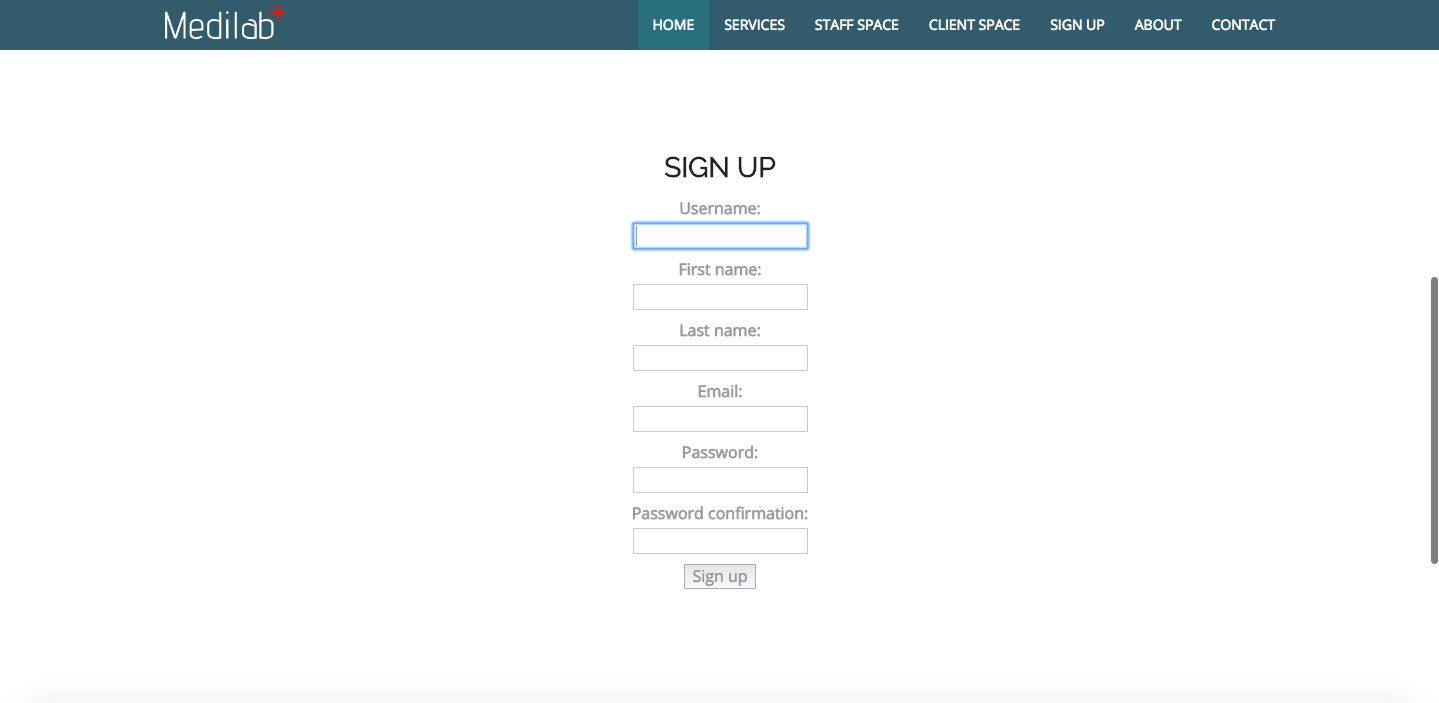 Medilab+
HOME SERVICES STAFF SPACE CLIENT SPACE SIGN UP ABOUT CONTACT
SIGN UP
Username:
First name:
Last name:
Email:
Password:
Password confirmation:
Sign up